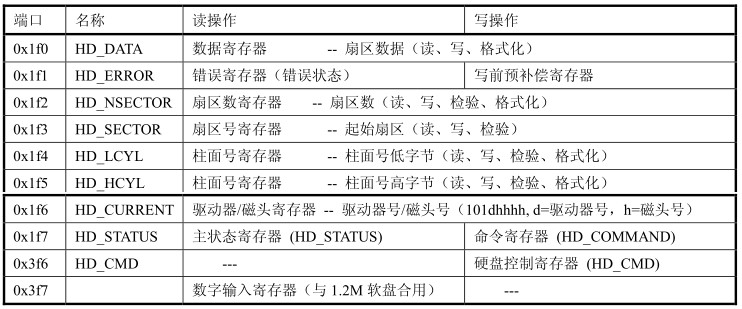 端口 名称 读操作 写操作
0x1f0 HD_DATA 数据寄存器 -- 扇区数据（读、写、格式化）
0x1f1 HD_ERROR 错误寄存器（错误状态） 写前预补偿寄存器
0x1f2 HD_NSECTOR 扇区数寄存器 -- 扇区数（读、写、检验、格式化）
0x1f3 HD_SECTOR 扇区号寄存器 -- 起始扇区（读、写、检验）
0x1f4 HD_LCYL 柱面号寄存器 -- 柱面号低字节（读、写、检验、格式化）
0x1f5 HD_HCYL 柱面号寄存器 -- 柱面号高字节（读、写、检验、格式化）
0x1f6 HD_CURRENT 驱动器/磁头寄存器 -- 驱动器号/磁头号（101dhhhh, d=驱动器号，h=磁头号）
0x1f7 HD_STATUS 主状态寄存器 (HD_STATUS) 命令寄存器 (HD_COMMAND)
0x3f6 HD_CMD --- 硬盘控制寄存器 (HD_CMD)
0x3f7 数字输入寄存器（与 1.2M 软盘合用） ---